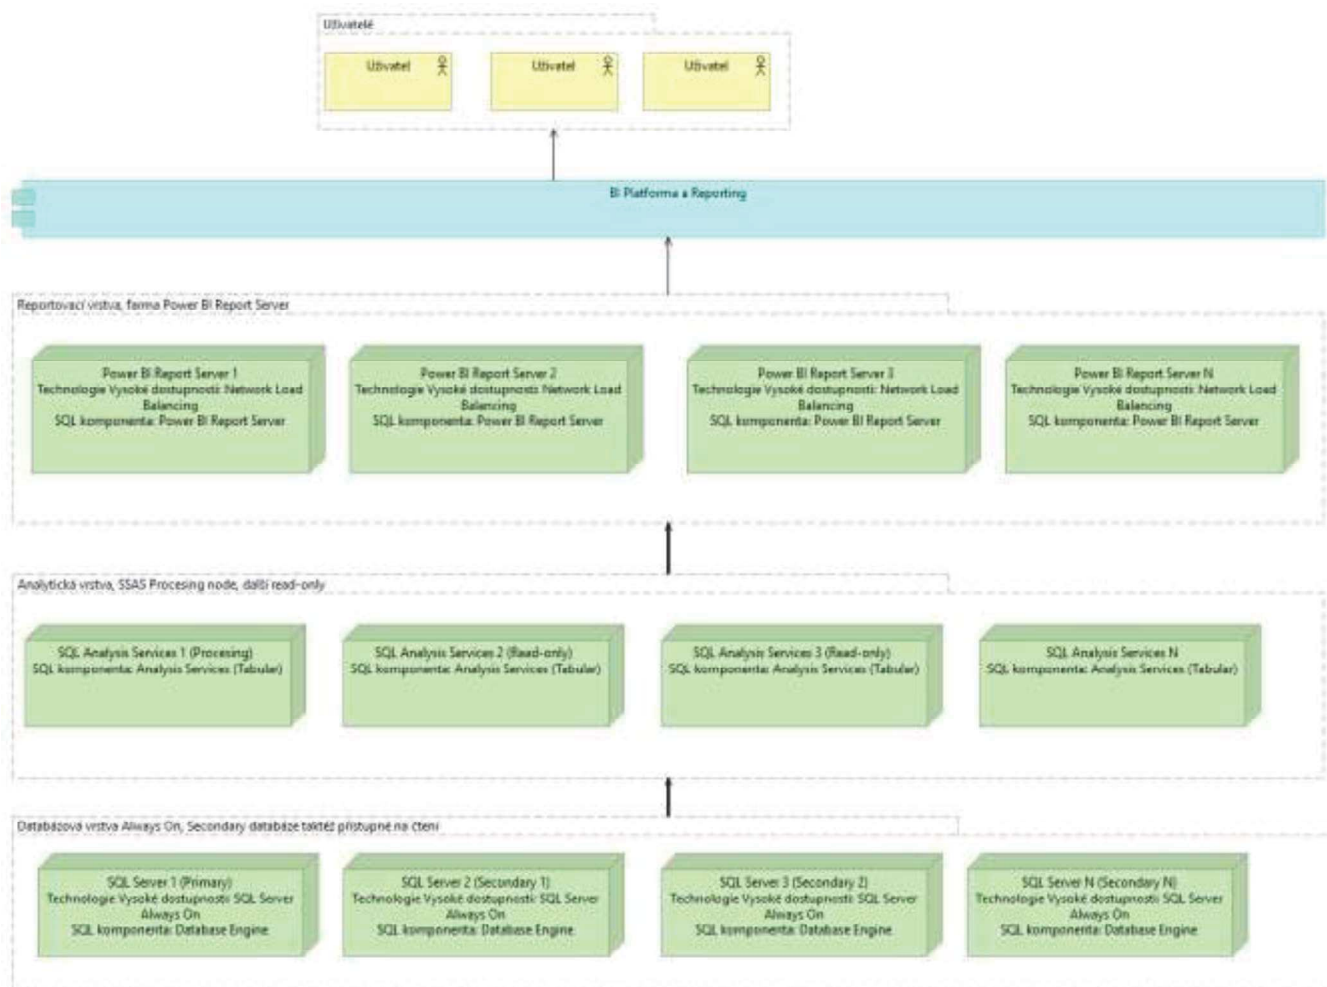 Uživatelé
Uživatel
Uživatel
Uživatel
BI Platforma a Reporting
Reportovací vrstva, farma Power BI Report Server
Power BI Report Server 1
Technologie Vysoké dostupnosti: Network Load
Balancing
SQL komponenta: Power BI Report Server
Power BI Report Server 2
Technologie Vysoké dostupnosti: Network Load
Balancing
SQL komponenta: Power BI Report Server
Power BI Report Server 3
Technologie Vysoké dostupnosti: Network Load
Balancing
SQL komponenta: Power BI Report Server
Power BI Report Server N
Technologie Vysoké dostupnosti: Network Load
Balancing
SQL komponenta: Power BI Report Server
Analytická vrstva, SSAS Procesing node, další read-only
SQL Analysis Services 1 (Procesing)
SQL komponenta: Analysis Services (Tabular)
SQL Analysis Services 2 (Read-only)
SQL komponenta: Analysis Services (Tabular)
SQL Analysis Services 3 (Read-only)
SQL komponenta: Analysis Services (Tabular)
SQL Analysis Services N
SQL komponenta: Analysis Services (Tabular)
Databázová vrstva Always On, Secondary databáze taktéž přístupné na čtení
SQL Server 1 (Primary)
Technologie Vysoké dostupnosti: SQL Server
Always On
SQL komponenta: Database Engine
SQL Server 2 (Secondary 1)
Technologie Vysoké dostupnosti: SQL Server
Always On
SQL komponenta: Database Engine
SQL Server 3 (Secondary 2)
Technologie Vysoké dostupnosti: SQL Server
Always On
SQL komponenta: Database Engine
SQL Server N (Secondary N)
Technologie Vysoké dostupnosti: SQL Server
Always On
SQL komponenta: Database Engine